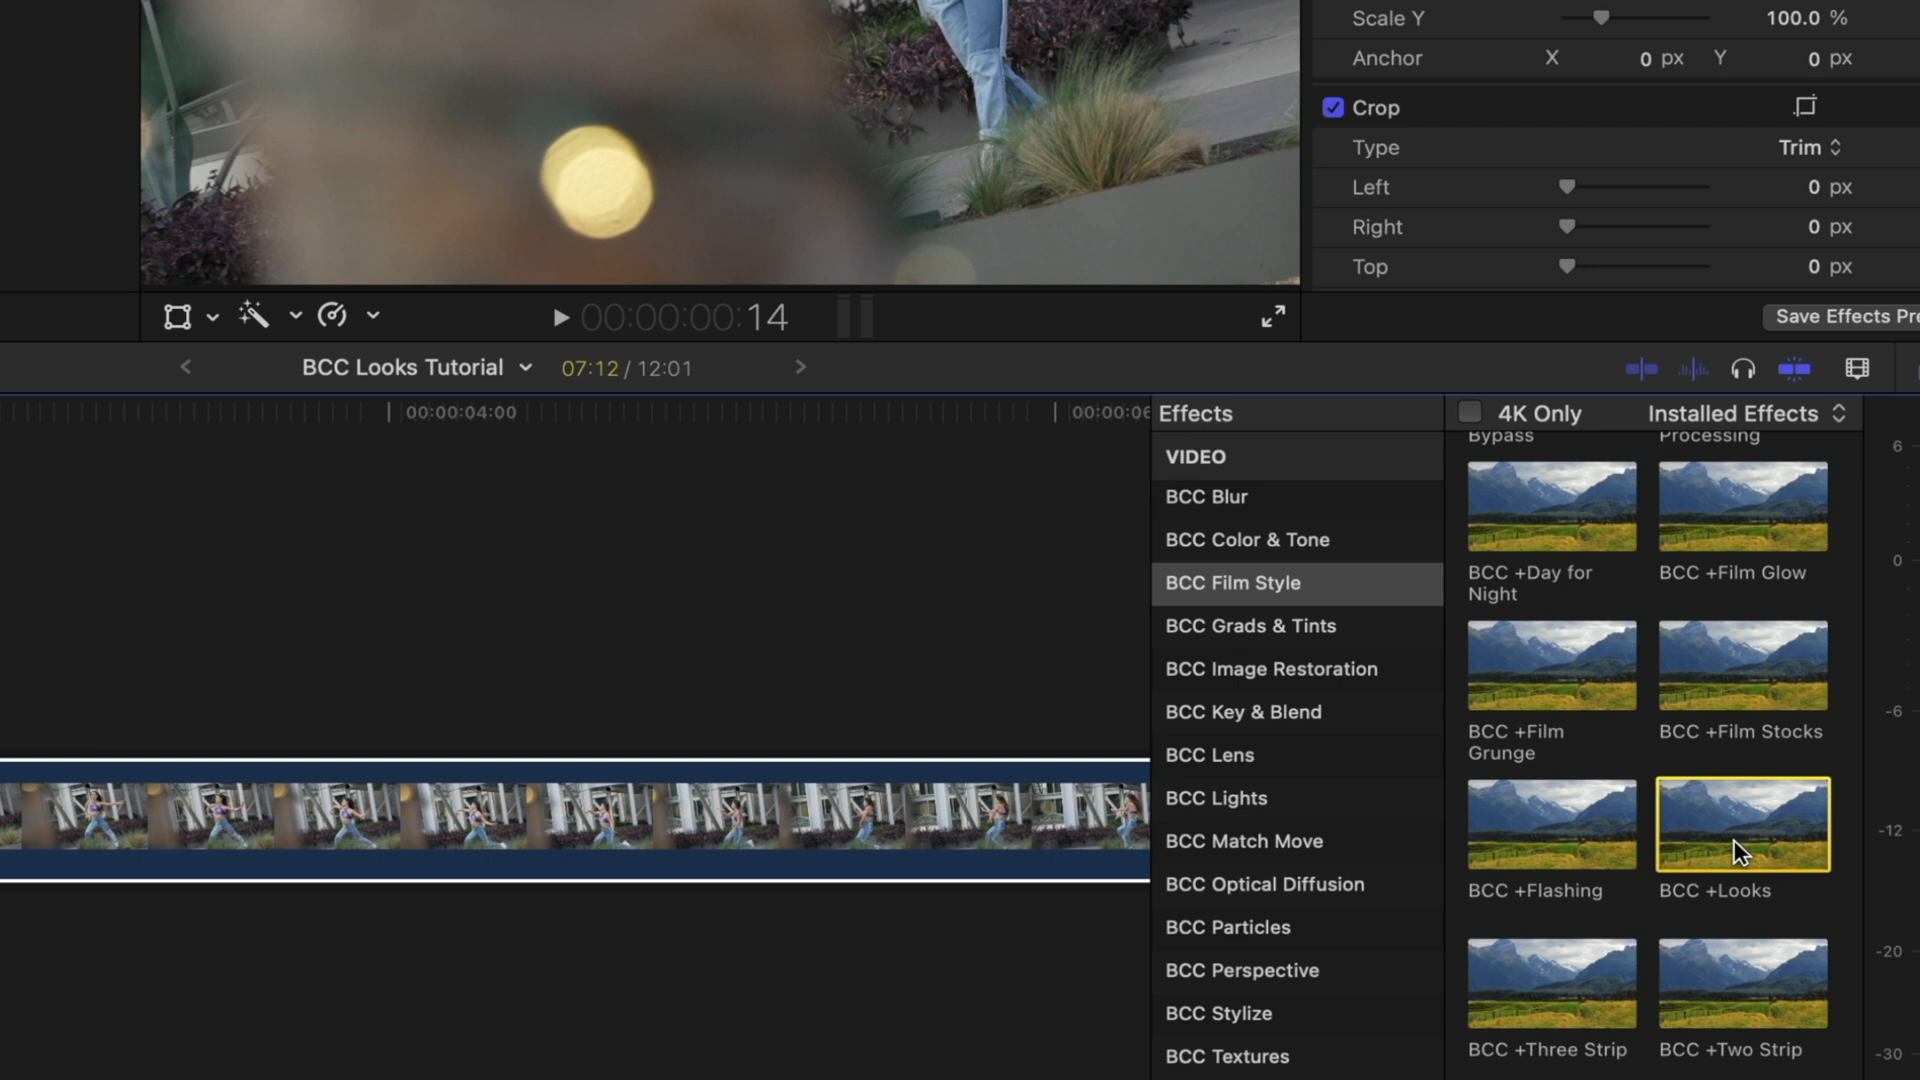 Scale Y 100.0 %
Anchor X 0 px Y 0 px
Crop
Type Trim
Left 0 px
Right 0 px
Top 0 px
00:00:00:14
Save Effects Pre
BCC Looks Tutorial 07:12 / 12:01
00:00:04:00 00:00:06
Effects 4K Only Installed Effects
Bypass Processing
VIDEO
BCC Blur
BCC Color & Tone
BCC Film Style
BCC Grads & Tints
BCC Image Restoration
BCC Key & Blend
BCC Lens
BCC Lights
BCC Match Move
BCC Optical Diffusion
BCC Particles
BCC Perspective
BCC Stylize
BCC Textures
BCC +Day for
Night
BCC +Film Glow
BCC +Film
Grunge
BCC +Film Stocks
BCC +Flashing
BCC +Looks
BCC +Three Strip
BCC +Two Strip
6
0
-6
-12
-20
-30